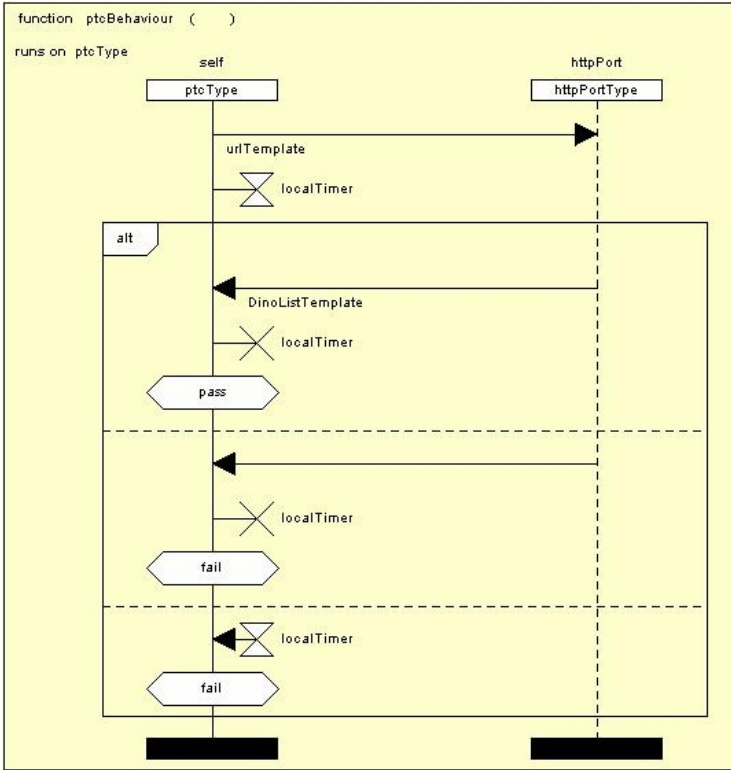 function ptcBehaviour ( )
runs on ptcType
self httpPort
ptcType httpPortType
urlTemplate
localTimer
alt
DinoListTemplate
localTimer
pass
localTimer
fail
localTimer
fail